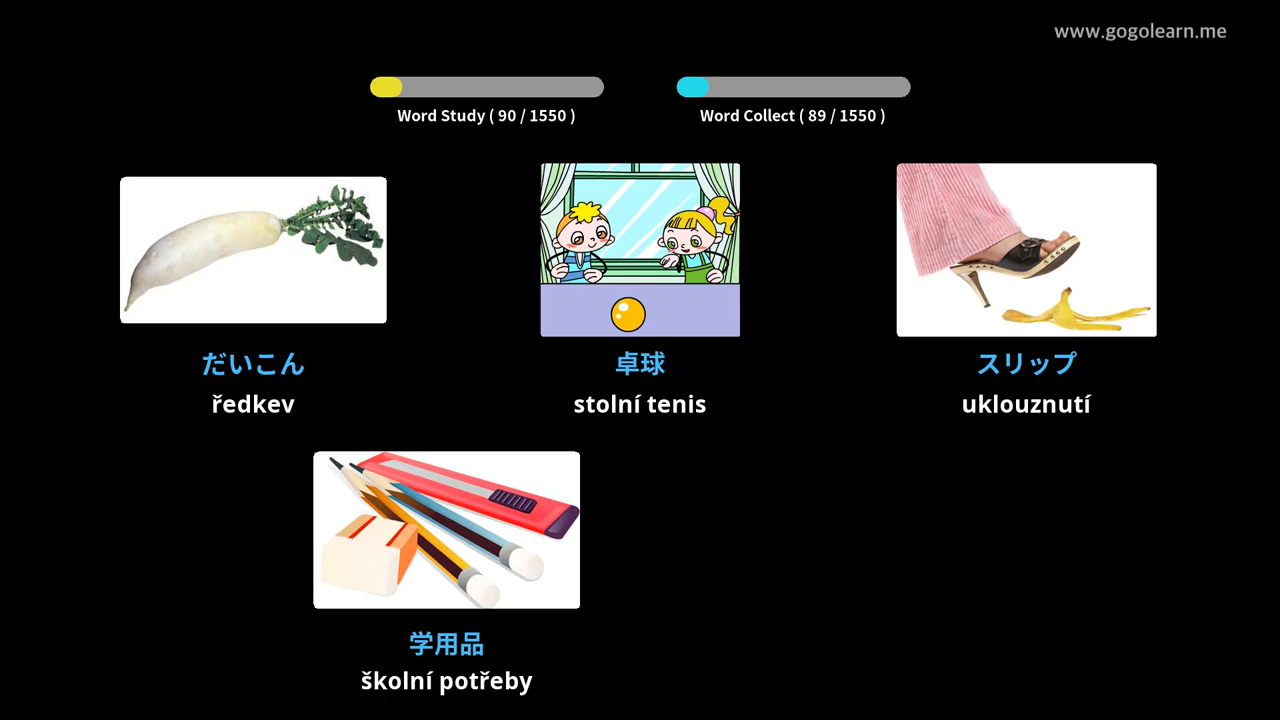 www.gogolearn.me
Word Study ( 90 / 1550 )
Word Collect ( 89 / 1550 )
だいこん
ředkev
卓球
stolní tenis
スリップ
uklouznutí
学用品
školní potřeby